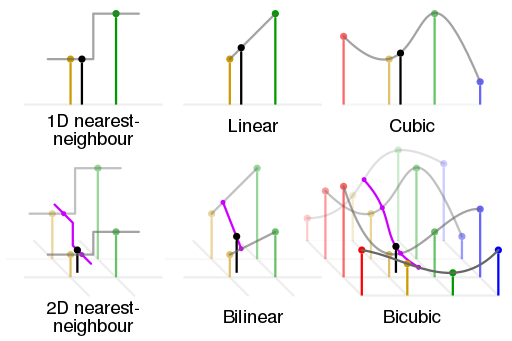 1D nearest-
neighbour
Linear
Cubic
2D nearest-
neighbour
Bilinear
Bicubic